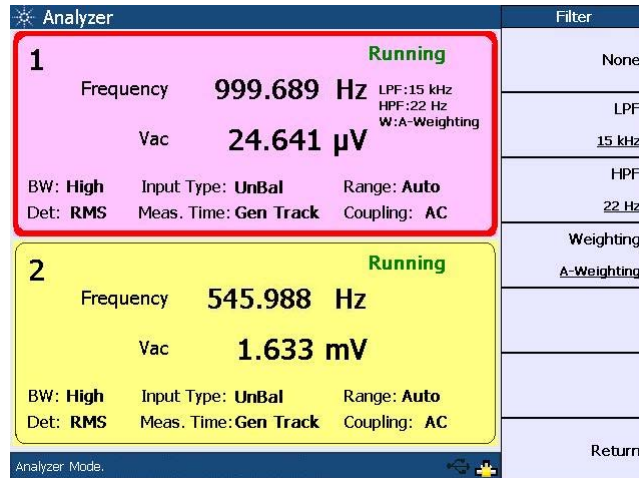 Analyzer
Filter
1
Running
Frequency 999.689 Hz
LPF:15 kHz
HPF:22 Hz
W:A-Weighting
Vac 24.641 µV
BW: High Input Type: UnBal Range: Auto
Det: RMS Meas. Time: Gen Track Coupling: AC
2
Running
Frequency 545.988 Hz
Vac 1.633 mV
BW: High Input Type: UnBal Range: Auto
Det: RMS Meas. Time: Gen Track Coupling: AC
Analyzer Mode.
None
LPF
15 kHz
HPF
22 Hz
Weighting
A-Weighting
Return